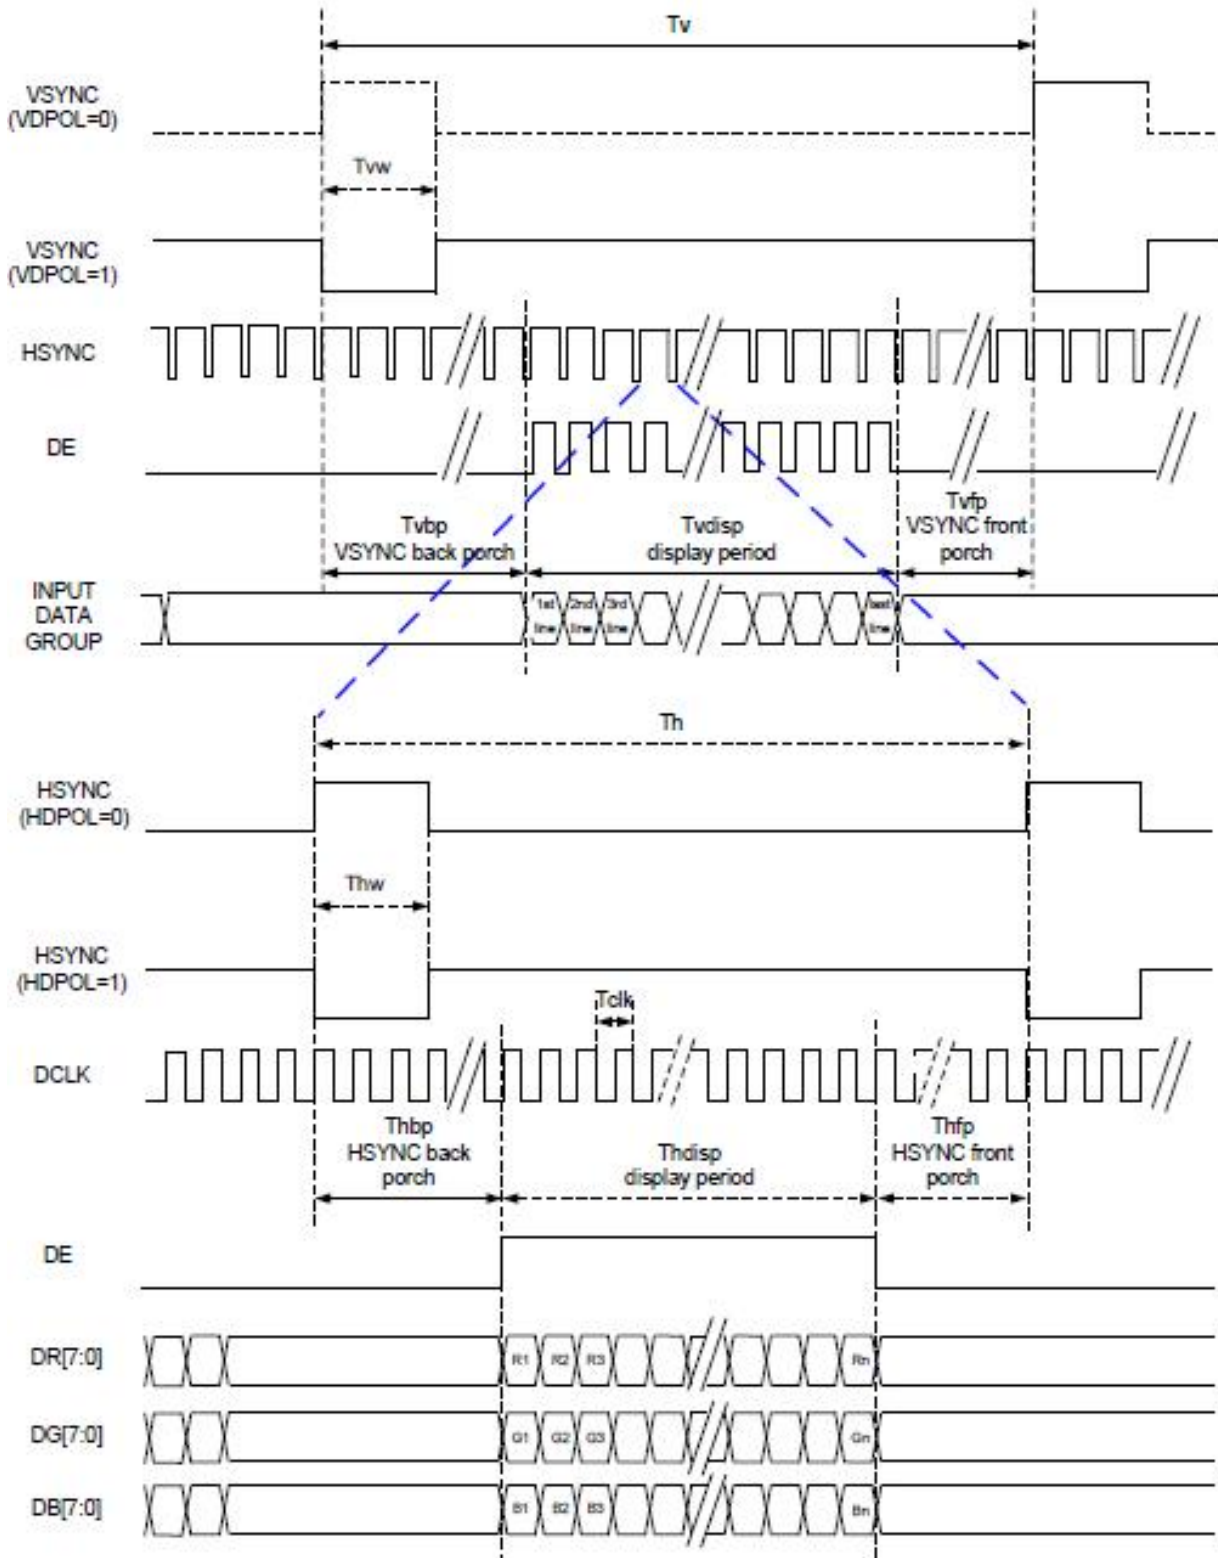 Tv
VSYNC
(VDPOL=0)
Tvw
VSYNC
(VDPOL=1)
HSYNC
DE
Tvbp
VSYNC back porch
Tvdisp
display period
Tvfp
VSYNC front
porch
INPUT
DATA
GROUP
1st
line
2nd
line
3rd
line
last
line
Th
HSYNC
(HDPOL=0)
Thw
HSYNC
(HDPOL=1)
Tclk
DCLK
Thbp
HSYNC back
porch
Thdisp
display period
Thfp
HSYNC front
porch
DE
DR[7:0]
R1 R2 R3 Rn
DG[7:0]
G1 G2 G3 Gn
DB[7:0]
B1 B2 B3 Bn